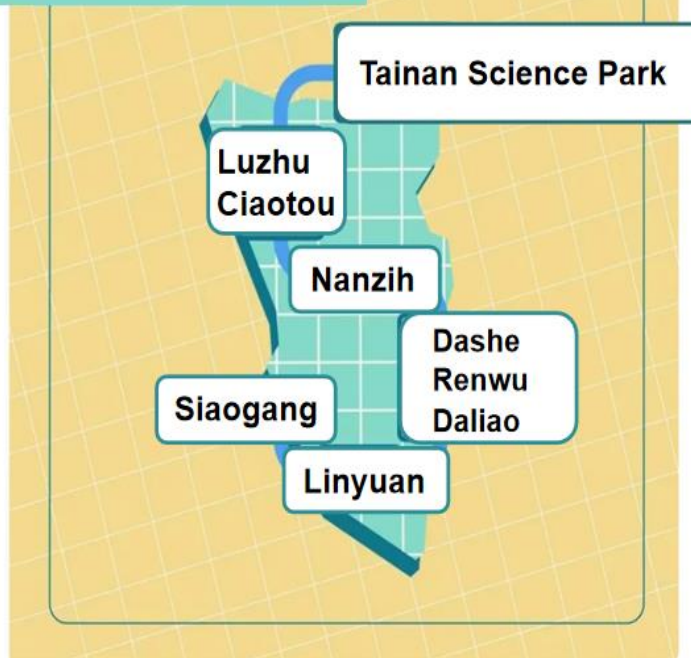 Tainan Science Park
Luzhu
Ciaotou
Nanzih
Dashe
Renwu
Daliao
Siaogang
Linyuan